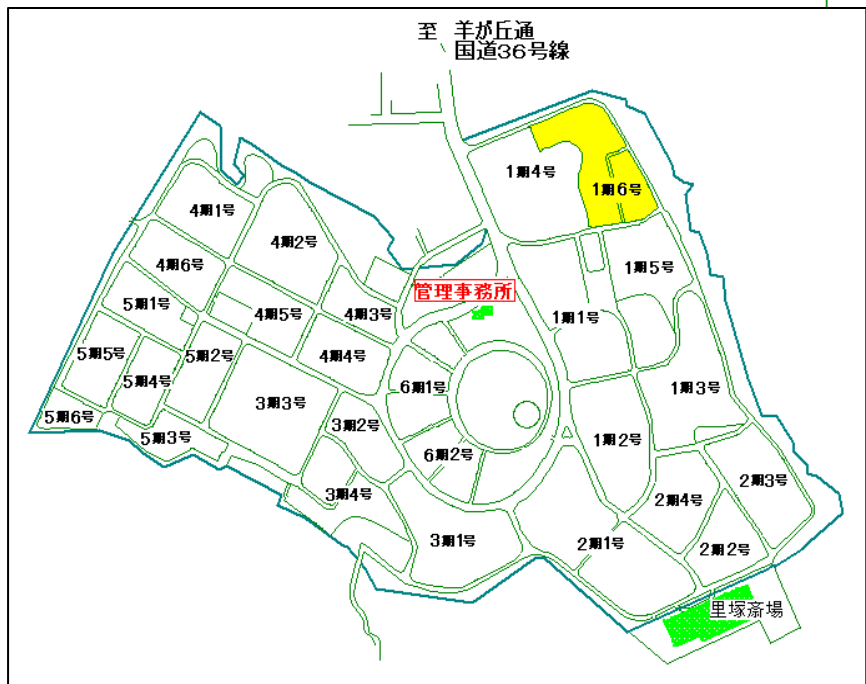 至 羊が丘通
国道36号線
1期4号
1期6号
4期1号
4期2号
4期6号
1期5号
管理事務所
5期1号
4期5号
4期3号
1期1号
5期5号
5期2号
4期4号
5期4号
6期1号
1期3号
3期3号
5期6号
3期2号
5期3号
1期2号
6期2号
2期3号
3期4号
2期4号
3期1号
2期1号
2期2号
里塚斎場